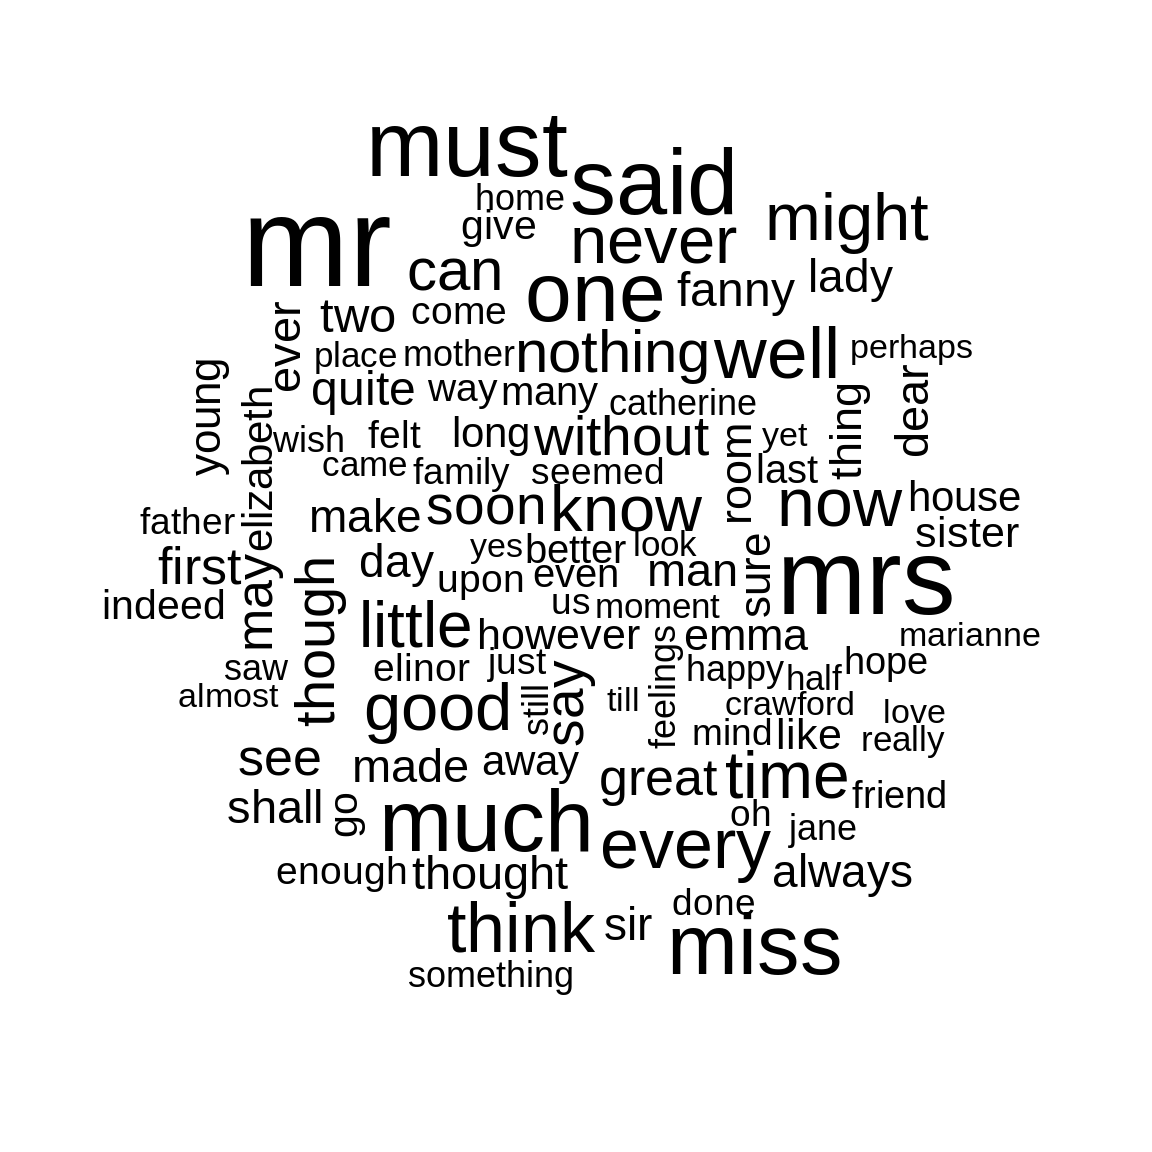 must
said
home
mr
give
never
might
can
one
fanny
lady
ever
two
come
place
mother
nothing
well
perhaps
young
elizabeth
quite
way
many
catherine
thing
dear
wish
felt
long
without
room
yet
came
family
seemed
last
father
make
soon
know
now
house
sister
first
may
though
day
yes
better
look
sure
mrs
indeed
upon
even
man
us
moment
little
however
feelings
emma
marianne
saw
elinor
just
say
happy
half
hope
almost
good
still
till
crawford
love
mind
like
really
see
made
away
great
time
friend
shall
go
much
every
oh
jane
enough
thought
always
think
sir
done
miss
something